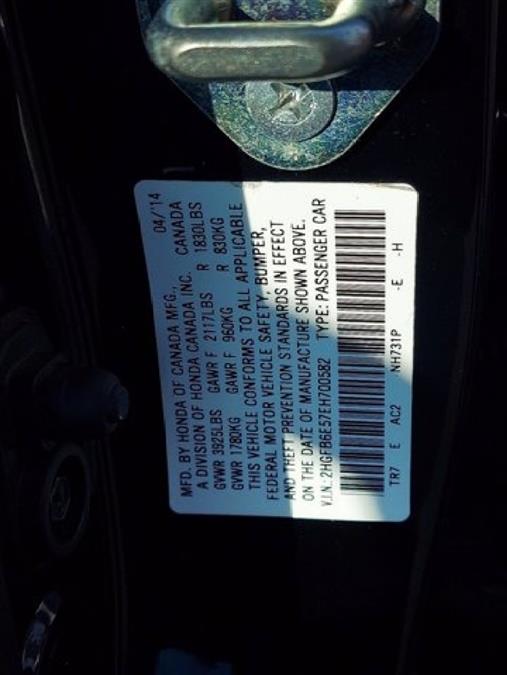 MFD. BY HONDA OF CANADA MFG., 04/'14
A DIVISION OF HONDA CANADA INC. CANADA
GVWR 3925LBS GAWR F 2117LBS R 1830LBS
GVWR 1780KG GAWR F 960KG R 830KG
THIS VEHICLE CONFORMS TO ALL APPLICABLE
FEDERAL MOTOR VEHICLE SAFETY, BUMPER,
AND THEFT PREVENTION STANDARDS IN EFFECT
ON THE DATE OF MANUFACTURE SHOWN ABOVE.
V.I.N.:2HGFB6E57EH700582 TYPE: PASSENGER CAR
TR7 E AC2 NH731P -E -H